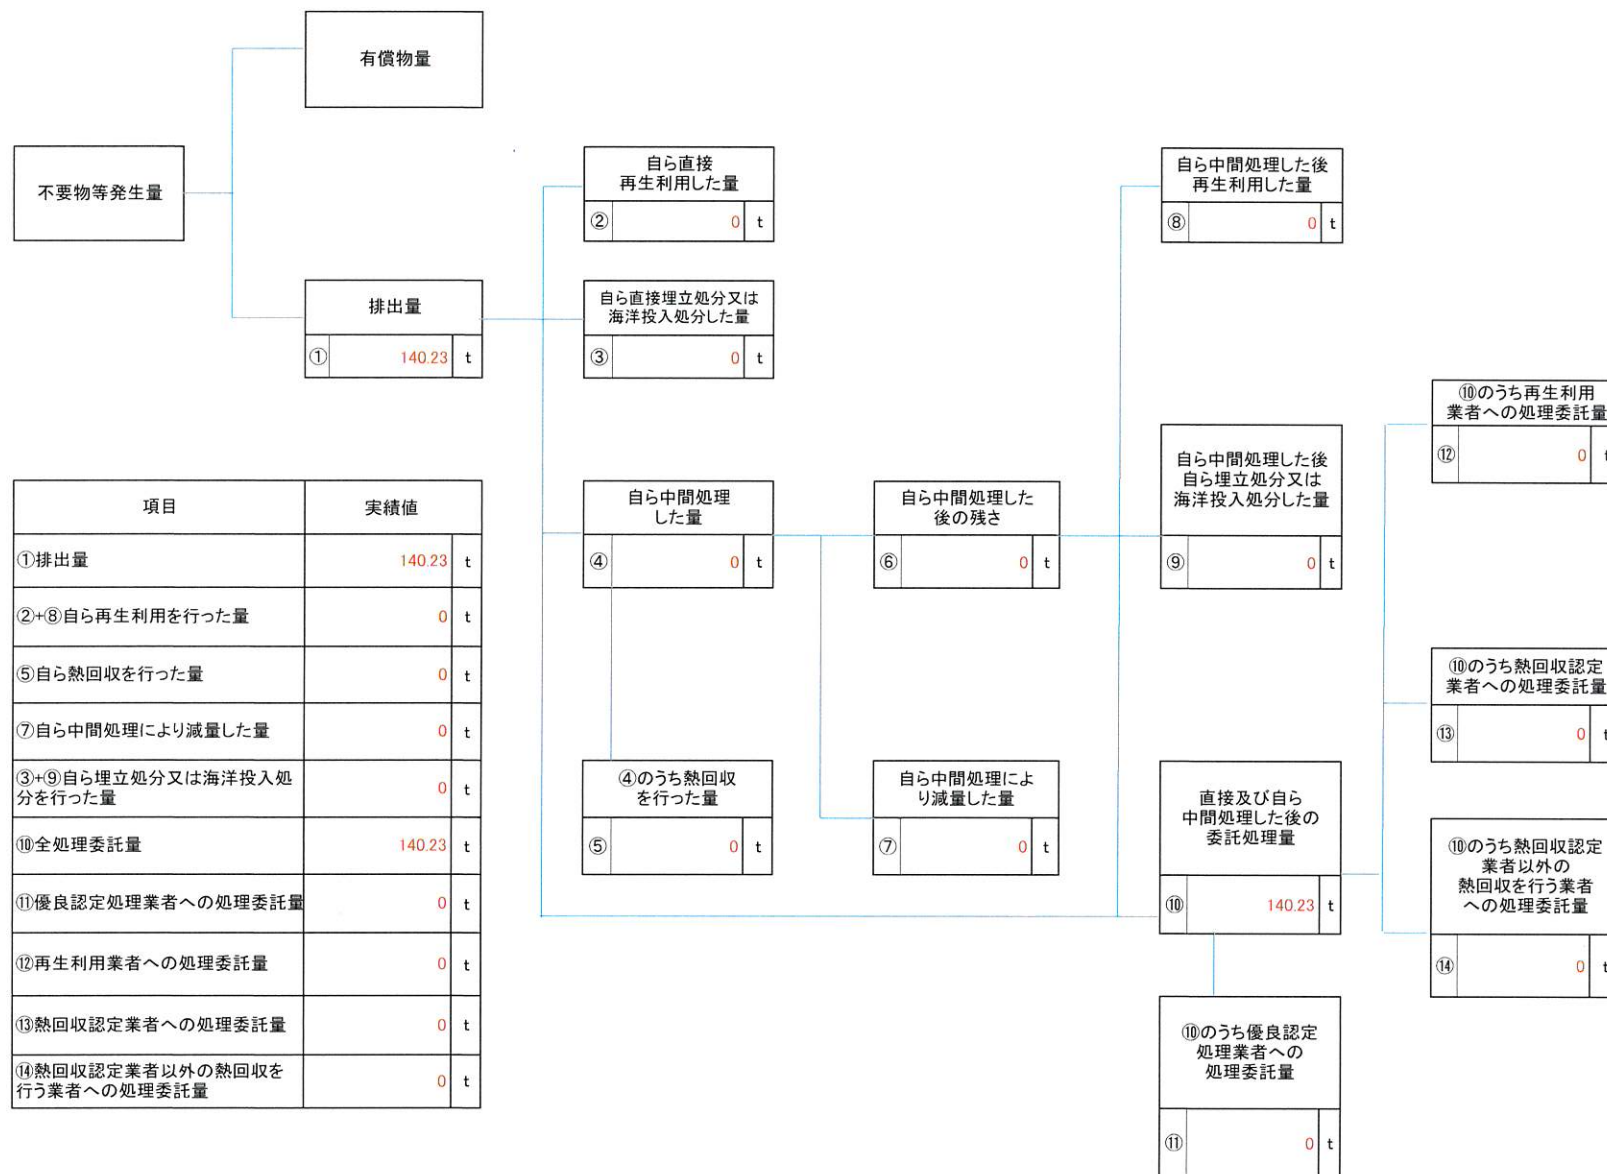 有償物量
不要物等発生量
排出量
① 140.23 t
自ら直接
再生利用した量
② 0 t
自ら直接埋立処分又は
海洋投入処分した量
③ 0 t
自ら中間処理
した量
④ 0 t
④のうち熱回収
を行った量
⑤ 0 t
自ら中間処理した
後の残さ
⑥ 0 t
自ら中間処理によ
り減量した量
⑦ 0 t
自ら中間処理した後
再生利用した量
⑧ 0 t
自ら中間処理した後
自ら埋立処分又は
海洋投入処分した量
⑨ 0 t
直接及び自ら
中間処理した後の
委託処理量
⑩ 140.23 t
⑩のうち優良認定
処理業者への
処理委託量
⑪ 0 t
⑩のうち再生利用
業者への処理委託量
⑫ 0 t
⑩のうち熱回収認定
業者への処理委託量
⑬ 0 t
⑩のうち熱回収認定
業者以外の
熱回収を行う業者
への処理委託量
⑭ 0 t
項目 実績値
①排出量 140.23 t
②+⑧自ら再生利用を行った量 0 t
⑤自ら熱回収を行った量 0 t
⑦自ら中間処理により減量した量 0 t
③+⑨自ら埋立処分又は海洋投入処
分を行った量 0 t
⑩全処理委託量 140.23 t
⑪優良認定処理業者への処理委託量 0 t
⑫再生利用業者への処理委託量 0 t
⑬熱回収認定業者への処理委託量 0 t
⑭熱回収認定業者以外の熱回収を
行う業者への処理委託量 0 t